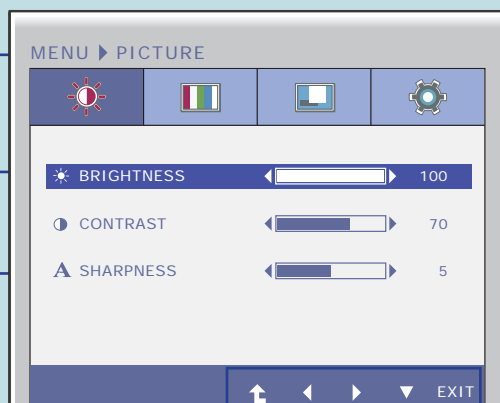 MENU PICTURE
BRIGHTNESS 100
CONTRAST 70
A SHARPNESS 5
EXIT